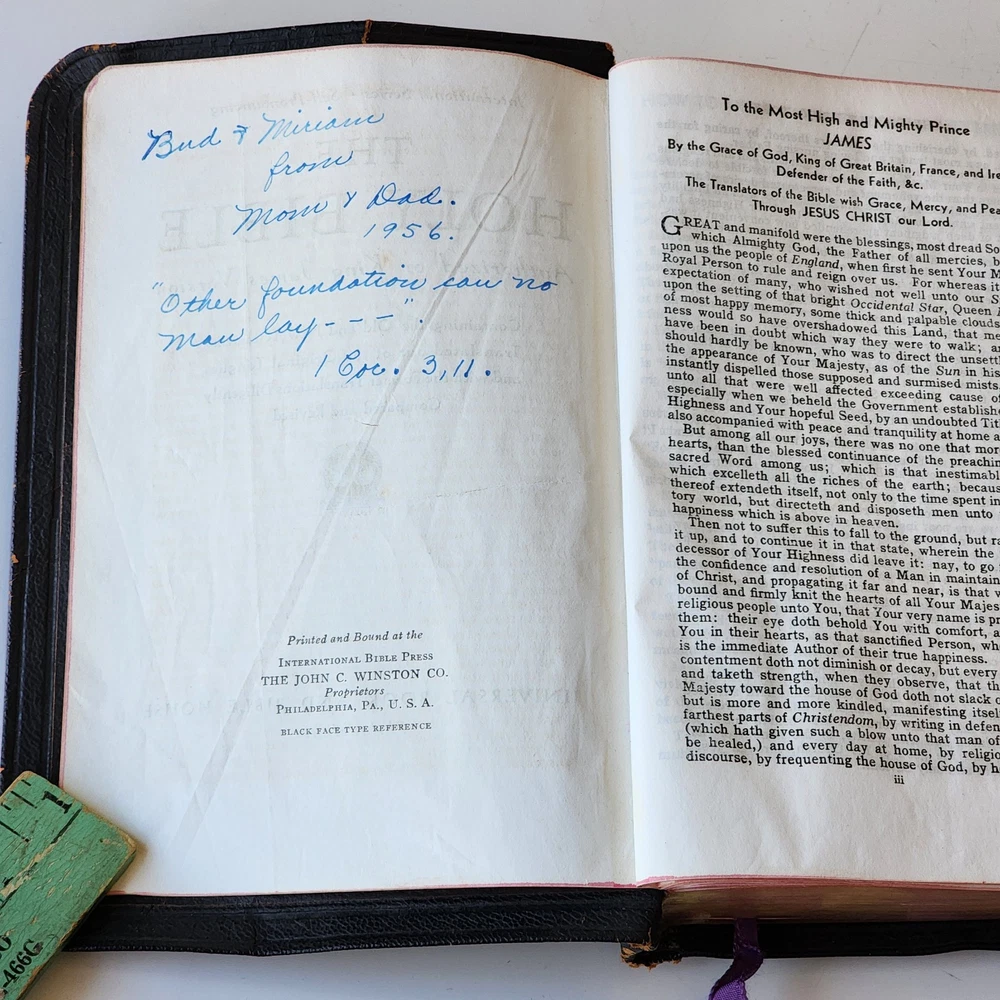 Bud & Miriam
from
Mom & Dad.
1956.
"Other foundation can no
man lay - - - ".
1 Cor. 3,11.
Printed and Bound at the
INTERNATIONAL BIBLE PRESS
THE JOHN C. WINSTON CO.
Proprietors
PHILADELPHIA, PA., U. S. A.
BLACK FACE TYPE REFERENCE
To the Most High and Mighty Prince
JAMES
By the Grace of God, King of Great Britain, France, and Ire
Defender of the Faith, &c.
The Translators of the Bible wish Grace, Mercy, and Pea
Through JESUS CHRIST our Lord.
GREAT and manifold were the blessings, most dread So
which Almighty God, the Father of all mercies, b
upon us the people of England, when first he sent Your M
Royal Person to rule and reign over us. For whereas it
expectation of many, who wished not well unto our S
upon the setting of that bright Occidental Star, Queen
of most happy memory, some thick and palpable clouds
ness would so have overshadowed this Land, that me
have been in doubt which way they were to walk; a
should hardly be known, who was to direct the unsettl
the appearance of Your Majesty, as of the Sun in his
instantly dispelled those supposed and surmised mists,
unto all that were well affected exceeding cause of
especially when we beheld the Government establishe
Highness and Your hopeful Seed, by an undoubted Titl
also accompanied with peace and tranquility at home a
But among all our joys, there was no one that mor
hearts, than the blessed continuance of the preachin
sacred Word among us; which is that inestimabl
which excelleth all the riches of the earth; becaus
thereof extendeth itself, not only to the time spent in
tory world, but directeth and disposeth men unto
happiness which is above in heaven.
Then not to suffer this to fall to the ground, but ra
it up, and to continue it in that state, wherein the
decessor of Your Highness did leave it: nay, to go
the confidence and resolution of a Man in maintain
of Christ, and propagating it far and near, is that w
bound and firmly knit the hearts of all Your Majes
religious people unto You, that Your very name is pr
them: their eye doth behold You with comfort, a
You in their hearts, as that sanctified Person, wh
is the immediate Author of their true happiness.
contentment doth not diminish or decay, but every
and taketh strength, when they observe, that th
Majesty toward the house of God doth not slack o
but is more and more kindled, manifesting itsel
farthest parts of Christendom, by writing in defen
(which hath given such a blow unto that man of
be healed,) and every day at home, by religio
discourse, by frequenting the house of God, by h
iii
1
-466G